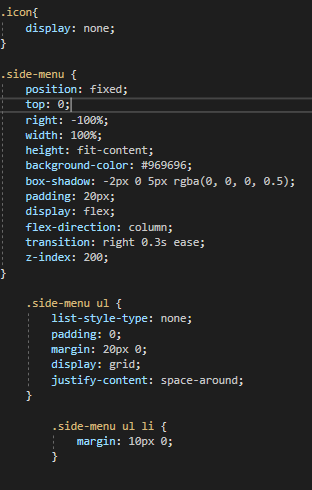 .icon{
display: none;
}
.side-menu {
position: fixed;
top: 0;
right: -100%;
width: 100%;
height: fit-content;
background-color: #969696;
box-shadow: -2px 0 5px rgba(0, 0, 0, 0.5);
padding: 20px;
display: flex;
flex-direction: column;
transition: right 0.3s ease;
z-index: 200;
}
.side-menu ul {
list-style-type: none;
padding: 0;
margin: 20px 0;
display: grid;
justify-content: space-around;
}
.side-menu ul li {
margin: 10px 0;
}